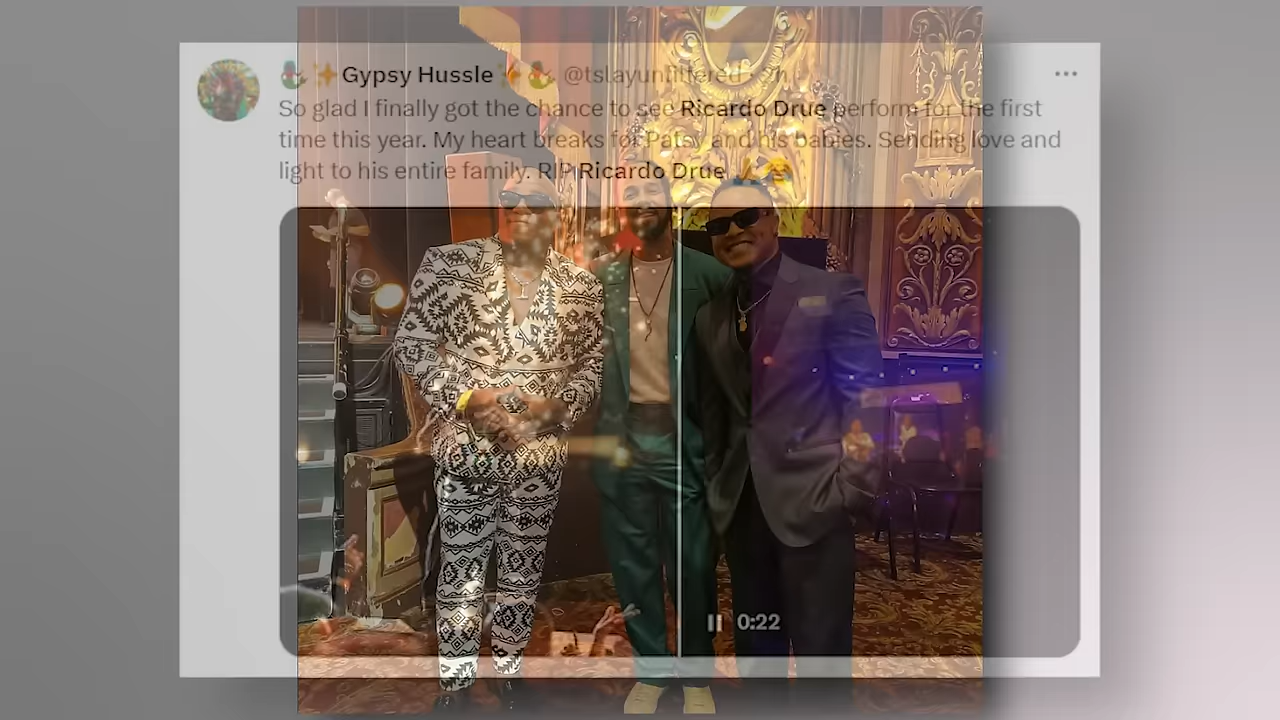 Gypsy Hussle @tslayunfiltered · 2h
So glad I finally got the chance to see Ricardo Drue perform for the first
time this year. My heart breaks for Patsy and his babies. Sending love and
light to his entire family. RIP Ricardo Drue
0:22